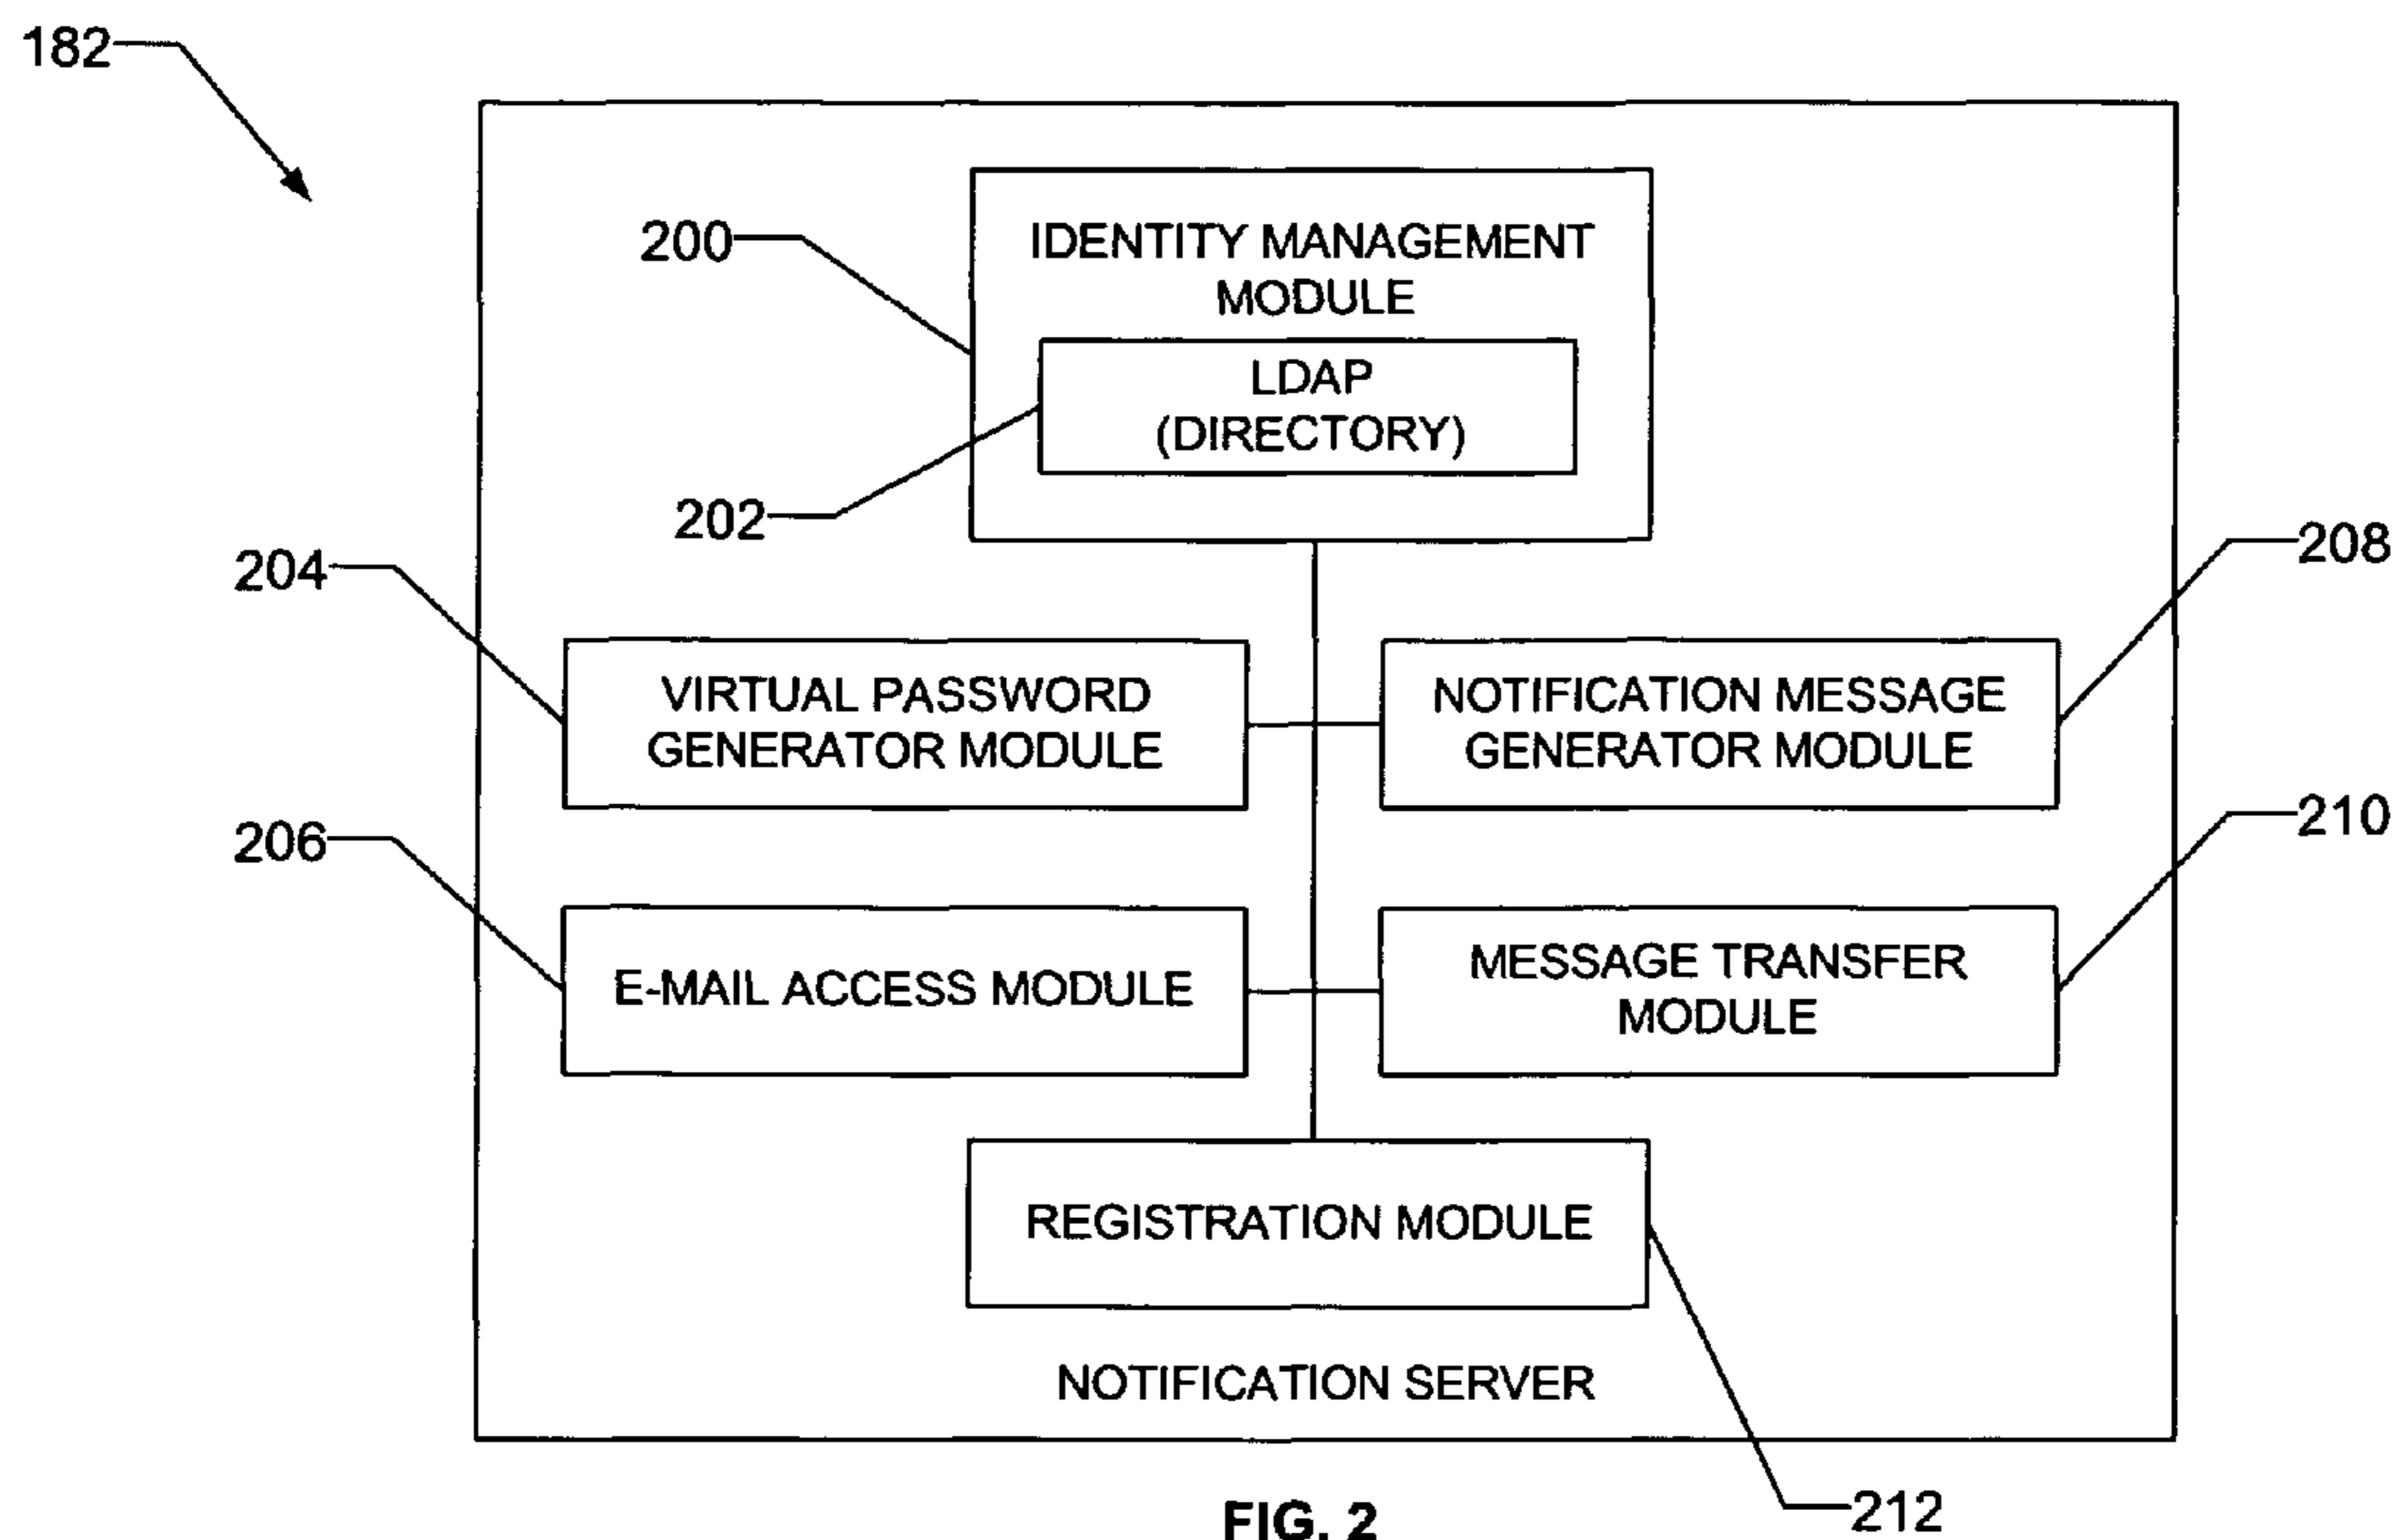 182
200
IDENTITY MANAGEMENT
MODULE
LDAP
(DIRECTORY)
202
204
208
VIRTUAL PASSWORD
GENERATOR MODULE
NOTIFICATION MESSAGE
GENERATOR MODULE
206
210
E-MAIL ACCESS MODULE
MESSAGE TRANSFER
MODULE
REGISTRATION MODULE
NOTIFICATION SERVER
212
FIG. 2